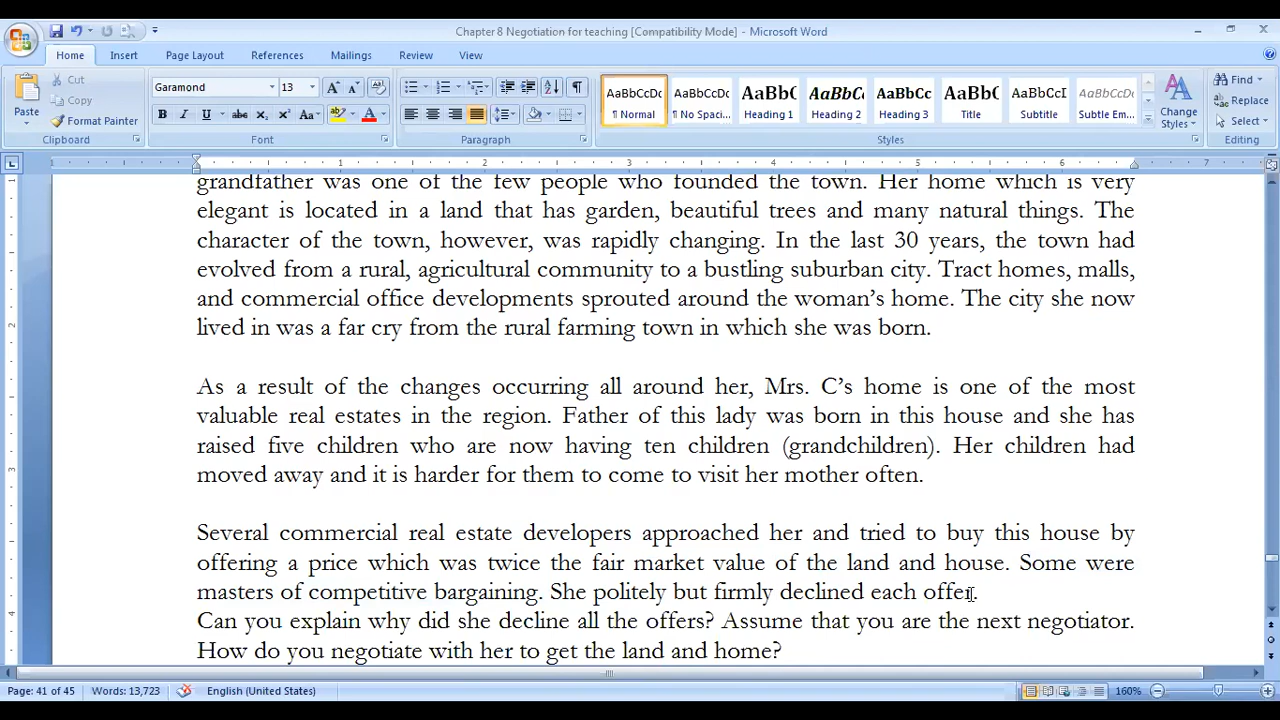 Chapter 8 Negotiation for teaching [Compatibility Mode] - Microsoft Word
Home Insert Page Layout References Mailings Review View
Paste
Cut
Copy
Format Painter
Clipboard
Garamond 13
B I U abc X₂ X² Aa A
Font
Paragraph
AaBbCcDc AaBbCcDc AaBb( AaBbC AaBbCc AaBb( AaBbCcI AaBbCcDc
¶ Normal ¶ No Spaci... Heading 1 Heading 2 Heading 3 Title Subtitle Subtle Em...
Change Styles
Styles
Find
Replace
Select
Editing
1 2 3 4 5 6 7
grandfather was one of the few people who founded the town. Her home which is very
elegant is located in a land that has garden, beautiful trees and many natural things. The
character of the town, however, was rapidly changing. In the last 30 years, the town had
evolved from a rural, agricultural community to a bustling suburban city. Tract homes, malls,
and commercial office developments sprouted around the woman's home. The city she now
lived in was a far cry from the rural farming town in which she was born.
As a result of the changes occurring all around her, Mrs. C's home is one of the most
valuable real estates in the region. Father of this lady was born in this house and she has
raised five children who are now having ten children (grandchildren). Her children had
moved away and it is harder for them to come to visit her mother often.
Several commercial real estate developers approached her and tried to buy this house by
offering a price which was twice the fair market value of the land and house. Some were
masters of competitive bargaining. She politely but firmly declined each offer.
Can you explain why did she decline all the offers? Assume that you are the next negotiator.
How do you negotiate with her to get the land and home?
Page: 41 of 45 Words: 13,723 English (United States) 160%